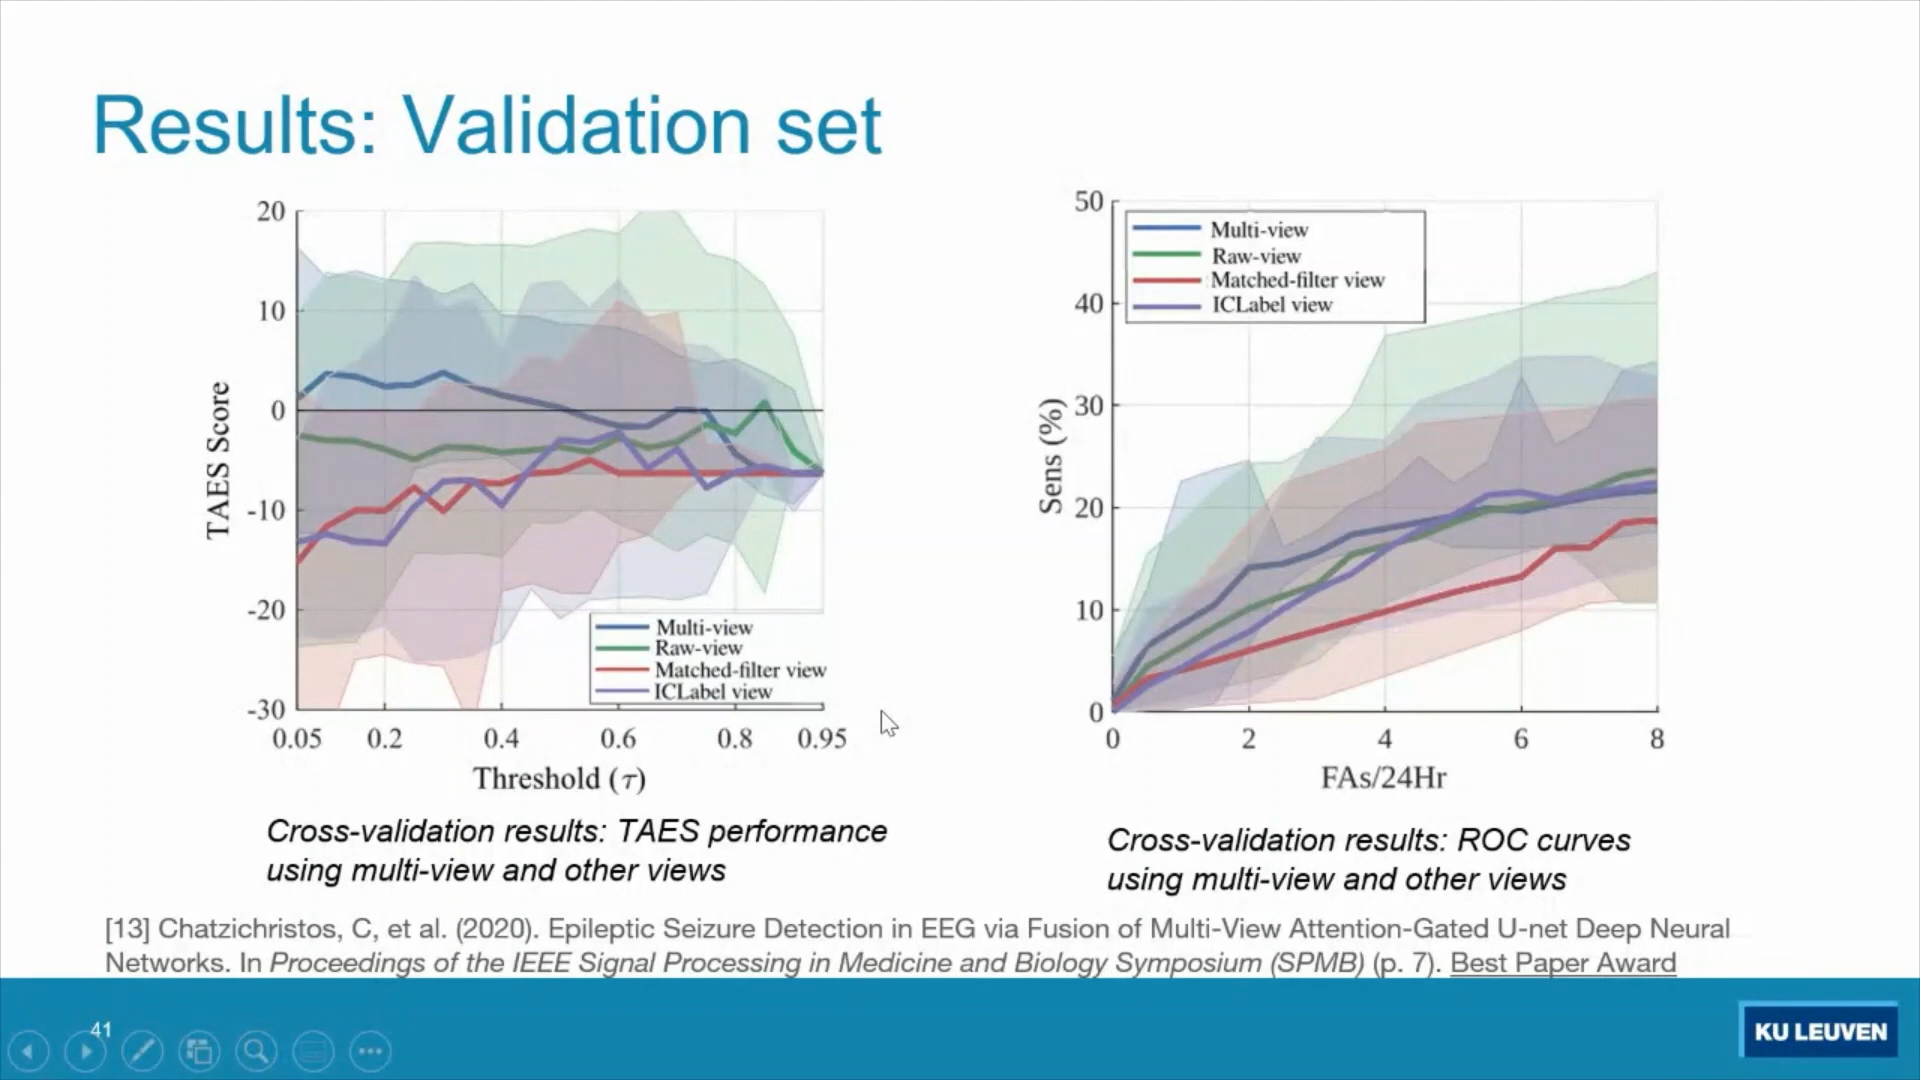 Results: Validation set
20
10
0
-10
-20
-30
TAES Score
0.05 0.2 0.4 0.6 0.8 0.95
Threshold (τ)
Multi-view
Raw-view
Matched-filter view
ICLabel view
Cross-validation results: TAES performance
using multi-view and other views
50
40
30
20
10
0
Sens (%)
0 2 4 6 8
FAs/24Hr
Multi-view
Raw-view
Matched-filter view
ICLabel view
Cross-validation results: ROC curves
using multi-view and other views
[13] Chatzichristos, C, et al. (2020). Epileptic Seizure Detection in EEG via Fusion of Multi-View Attention-Gated U-net Deep Neural
Networks. In Proceedings of the IEEE Signal Processing in Medicine and Biology Symposium (SPMB) (p. 7). Best Paper Award
41
KU LEUVEN